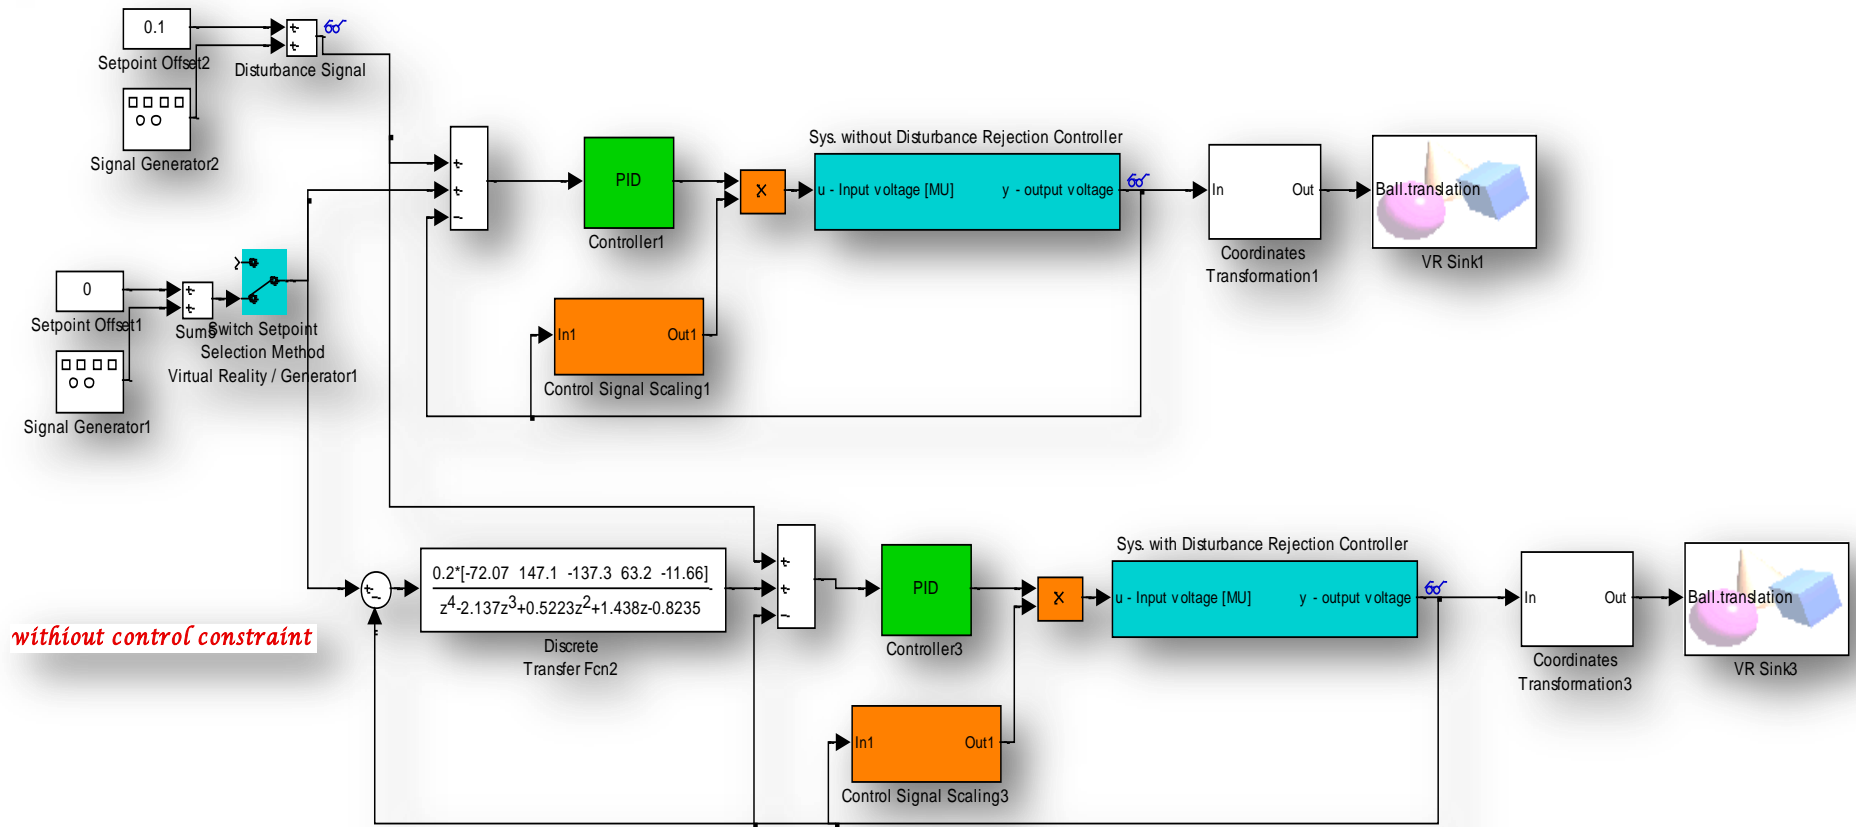 0.1
Setpoint Offset2
Disturbance Signal
Signal Generator2
PID
Controller1
x
Sys. without Disturbance Rejection Controller
u - Input voltage [MU] y - output voltage
In Out
Coordinates
Transformation1
Ball.translation
VR Sink1
0
Setpoint Offset1
Sum5
Switch Setpoint
Selection Method
Virtual Reality / Generator1
Signal Generator1
In1 Out1
Control Signal Scaling1
withiout control constraint
0.2*[-72.07 147.1 -137.3 63.2 -11.66]
z4-2.137z3+0.5223z2+1.438z-0.8235
Discrete
Transfer Fcn2
PID
Controller3
x
Sys. with Disturbance Rejection Controller
u - Input voltage [MU] y - output voltage
In Out
Coordinates
Transformation3
Ball.translation
VR Sink3
In1 Out1
Control Signal Scaling3